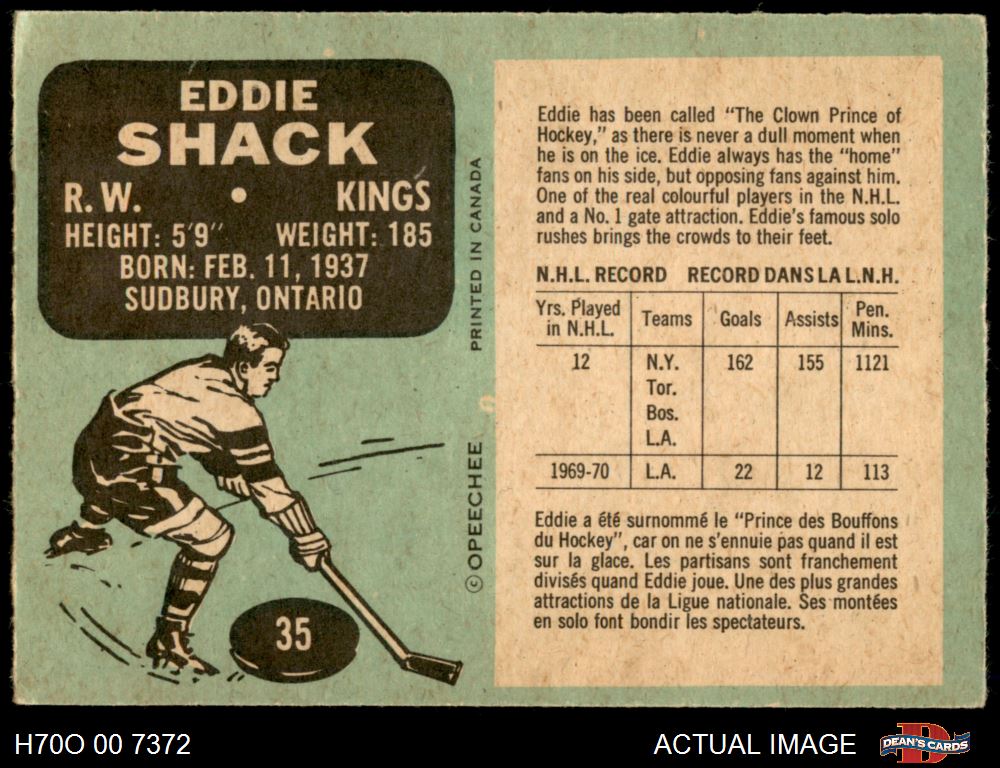 EDDIE
SHACK
R. W. • KINGS
HEIGHT: 5'9" WEIGHT: 185
BORN: FEB. 11, 1937
SUDBURY, ONTARIO
35
PRINTED IN CANADA
© OPEECHEE
Eddie has been called "The Clown Prince of
Hockey," as there is never a dull moment when
he is on the ice. Eddie always has the "home"
fans on his side, but opposing fans against him.
One of the real colourful players in the N.H.L.
and a No. 1 gate attraction. Eddie's famous solo
rushes brings the crowds to their feet.
N.H.L. RECORD RECORD DANS LA L.N.H.
Yrs. Played
in N.H.L. Teams Goals Assists Pen.
Mins.
12 N.Y. 162 155 1121
Tor.
Bos.
L.A.
1969-70 L.A. 22 12 113
Eddie a été surnommé le "Prince des Bouffons
du Hockey", car on ne s'ennuie pas quand il est
sur la glace. Les partisans sont franchement
divisés quand Eddie joue. Une des plus grandes
attractions de la Ligue nationale. Ses montées
en solo font bondir les spectateurs.
H70O 00 7372
ACTUAL IMAGE
DEAN'S CARDS